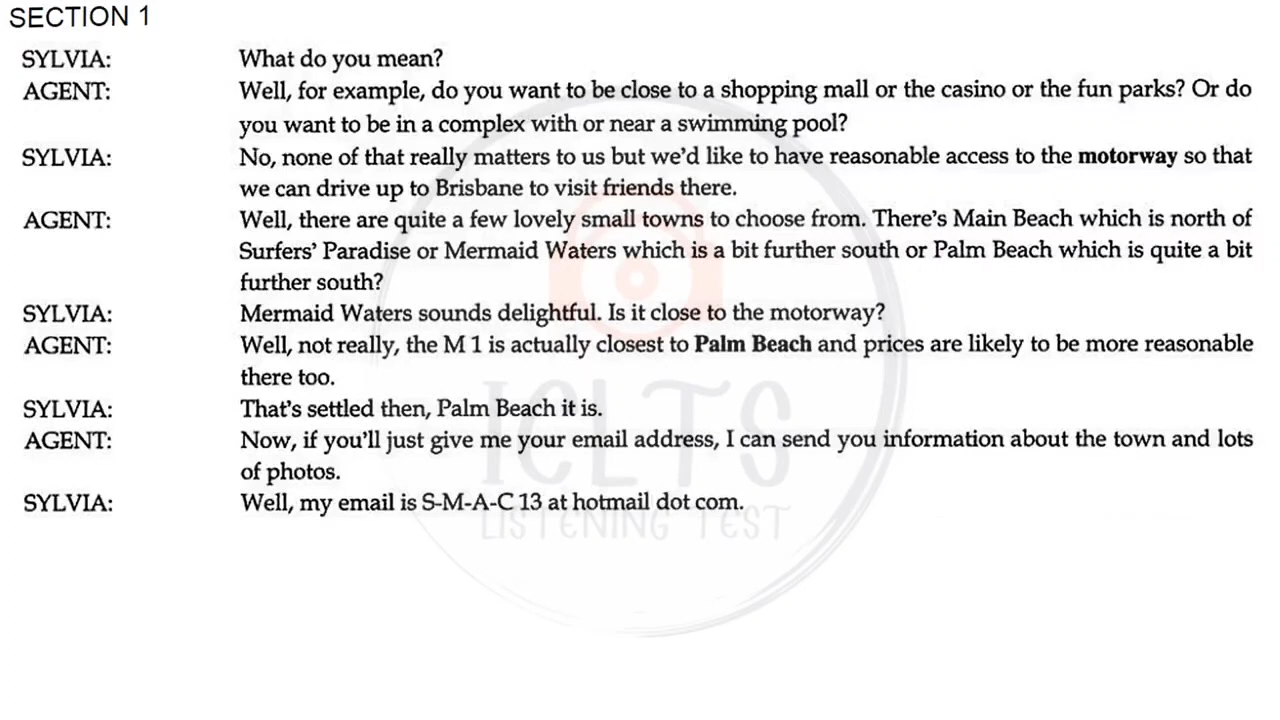 SECTION 1
SYLVIA: What do you mean?
AGENT: Well, for example, do you want to be close to a shopping mall or the casino or the fun parks? Or do
you want to be in a complex with or near a swimming pool?
SYLVIA: No, none of that really matters to us but we'd like to have reasonable access to the motorway so that
we can drive up to Brisbane to visit friends there.
AGENT: Well, there are quite a few lovely small towns to choose from. There's Main Beach which is north of
Surfers' Paradise or Mermaid Waters which is a bit further south or Palm Beach which is quite a bit
further south?
SYLVIA: Mermaid Waters sounds delightful. Is it close to the motorway?
AGENT: Well, not really, the M 1 is actually closest to Palm Beach and prices are likely to be more reasonable
there too.
SYLVIA: That's settled then, Palm Beach it is.
AGENT: Now, if you'll just give me your email address, I can send you information about the town and lots
of photos.
SYLVIA: Well, my email is S-M-A-C 13 at hotmail dot com.
IELTS
LISTENING TEST